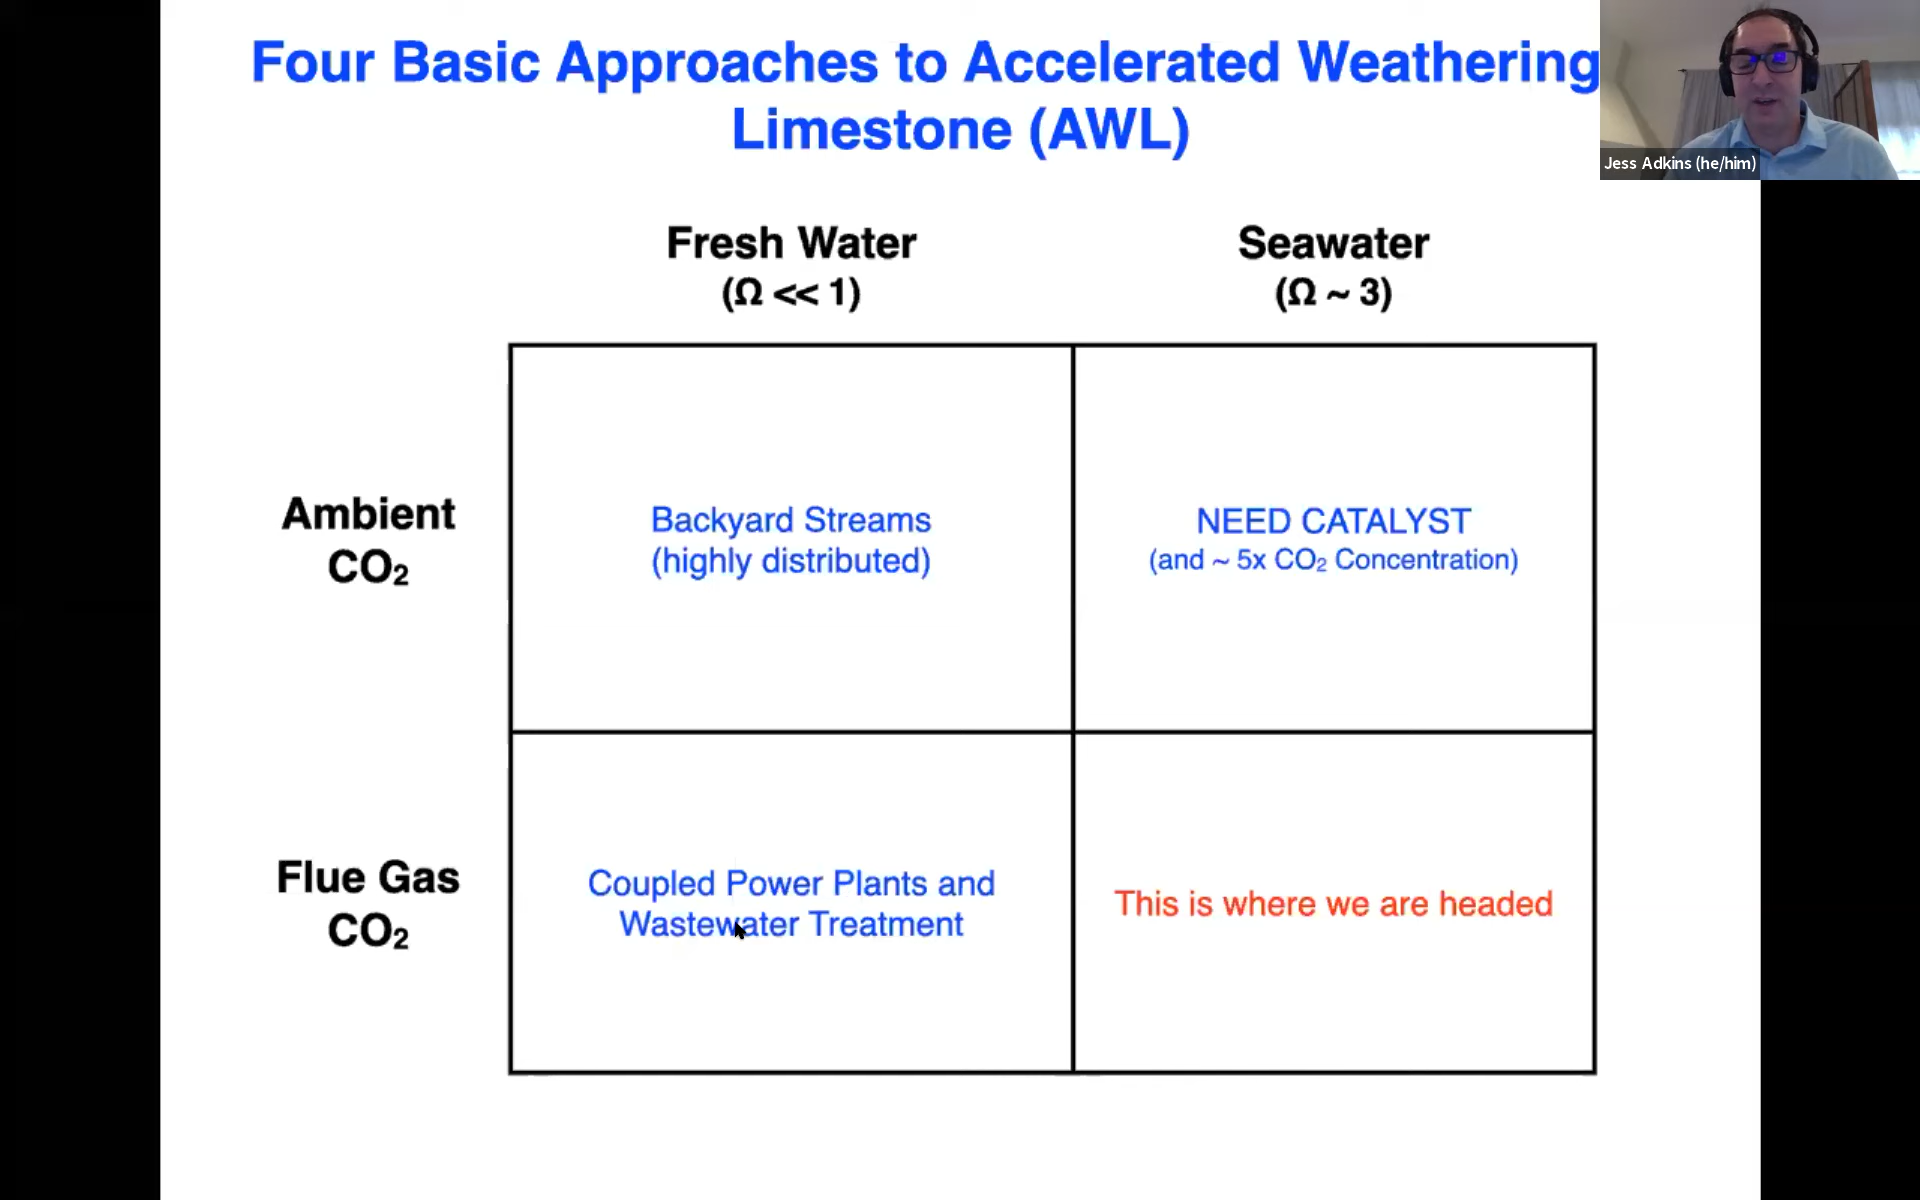 Four Basic Approaches to Accelerated Weathering
Limestone (AWL)
Jess Adkins (he/him)
Fresh Water
(Ω << 1)
Seawater
(Ω ~ 3)
Ambient
CO₂
Backyard Streams
(highly distributed)
NEED CATALYST
(and ~ 5x CO₂ Concentration)
Flue Gas
CO₂
Coupled Power Plants and
Wastewater Treatment
This is where we are headed